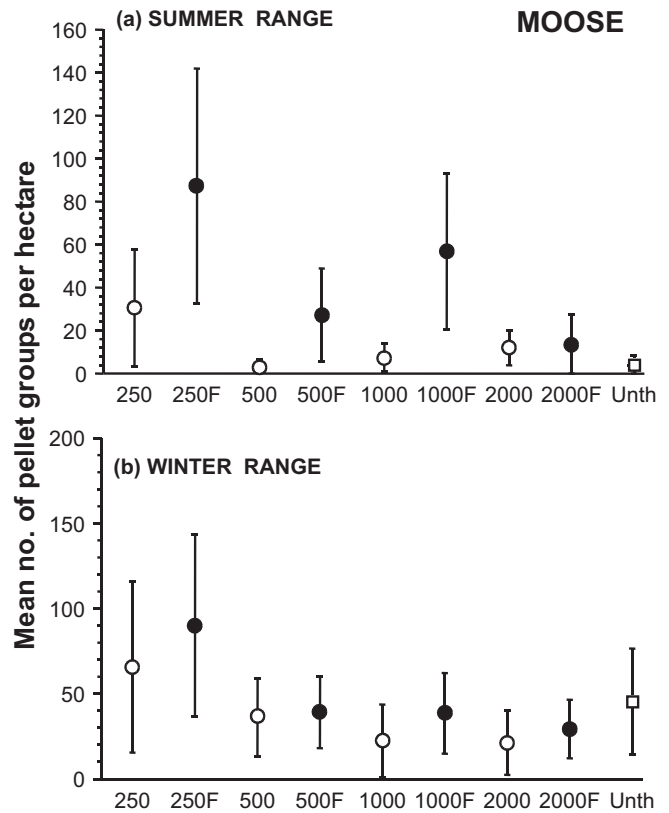 (a) SUMMER RANGE
MOOSE
Mean no. of pellet groups per hectare
160
140
120
100
80
60
40
20
0
250 250F 500 500F 1000 1000F 2000 2000F Unth
(b) WINTER RANGE
200
150
100
50
0
250 250F 500 500F 1000 1000F 2000 2000F Unth